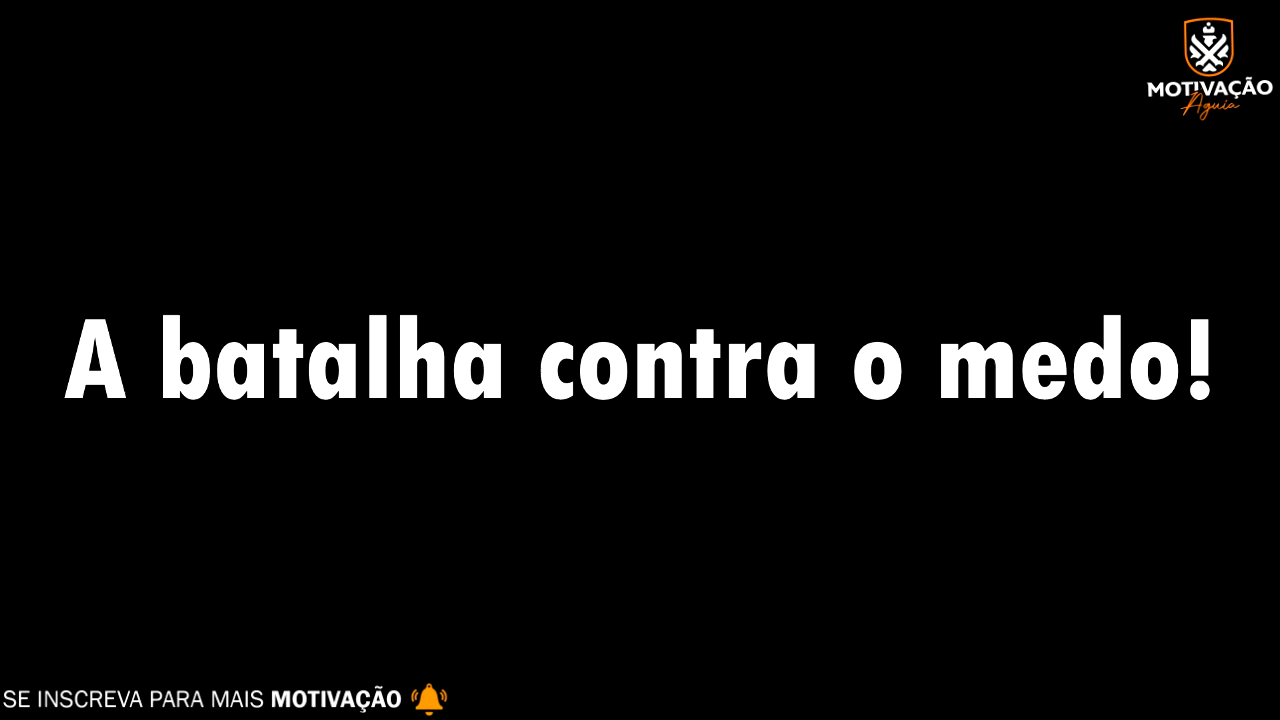 MOTIVAÇÃO
Águia
A batalha contra o medo!
SE INSCREVA PARA MAIS MOTIVAÇÃO